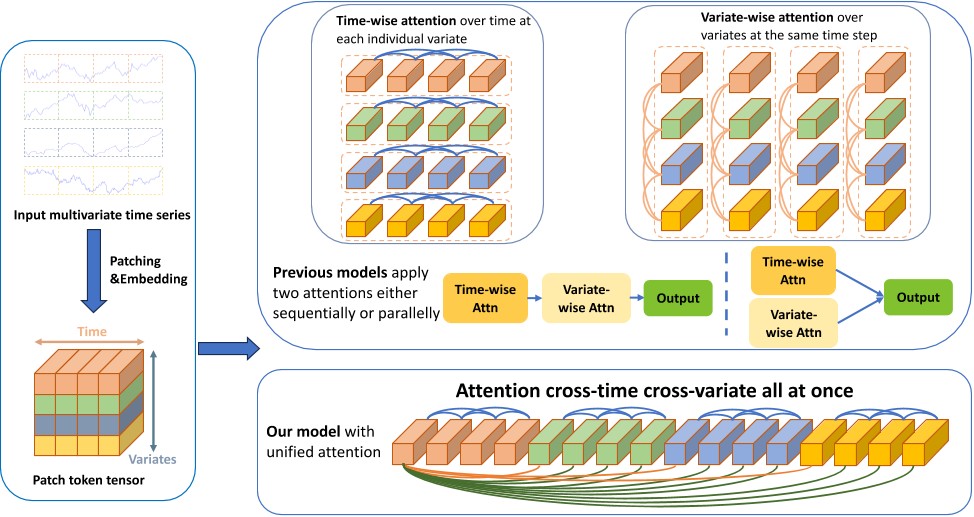 Input multivariate time series
Patching
&Embedding
Time
Variates
Patch token tensor
Time-wise attention over time at
each individual variate
Variate-wise attention over
variates at the same time step
Previous models apply
two attentions either
sequentially or parallelly
Time-wise
Attn
Variate-
wise Attn
Output
Time-wise
Attn
Variate-
wise Attn
Output
Attention cross-time cross-variate all at once
Our model with
unified attention